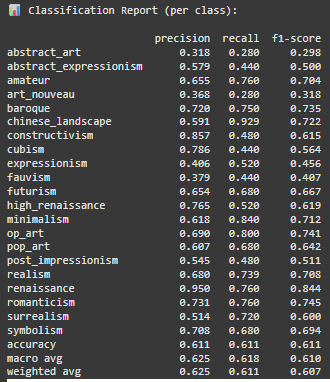 📊 Classification Report (per class):
precision recall f1-score
abstract_art 0.318 0.280 0.298
abstract_expressionism 0.579 0.440 0.500
amateur 0.655 0.760 0.704
art_nouveau 0.368 0.280 0.318
baroque 0.720 0.750 0.735
chinese_landscape 0.591 0.929 0.722
constructivism 0.857 0.480 0.615
cubism 0.786 0.440 0.564
expressionism 0.406 0.520 0.456
fauvism 0.379 0.440 0.407
futurism 0.654 0.680 0.667
high_renaissance 0.765 0.520 0.619
minimalism 0.618 0.840 0.712
op_art 0.690 0.800 0.741
pop_art 0.607 0.680 0.642
post_impressionism 0.545 0.480 0.511
realism 0.680 0.739 0.708
renaissance 0.950 0.760 0.844
romanticism 0.731 0.760 0.745
surrealism 0.514 0.720 0.600
symbolism 0.708 0.680 0.694
accuracy 0.611 0.611 0.611
macro avg 0.625 0.618 0.610
weighted avg 0.625 0.611 0.607